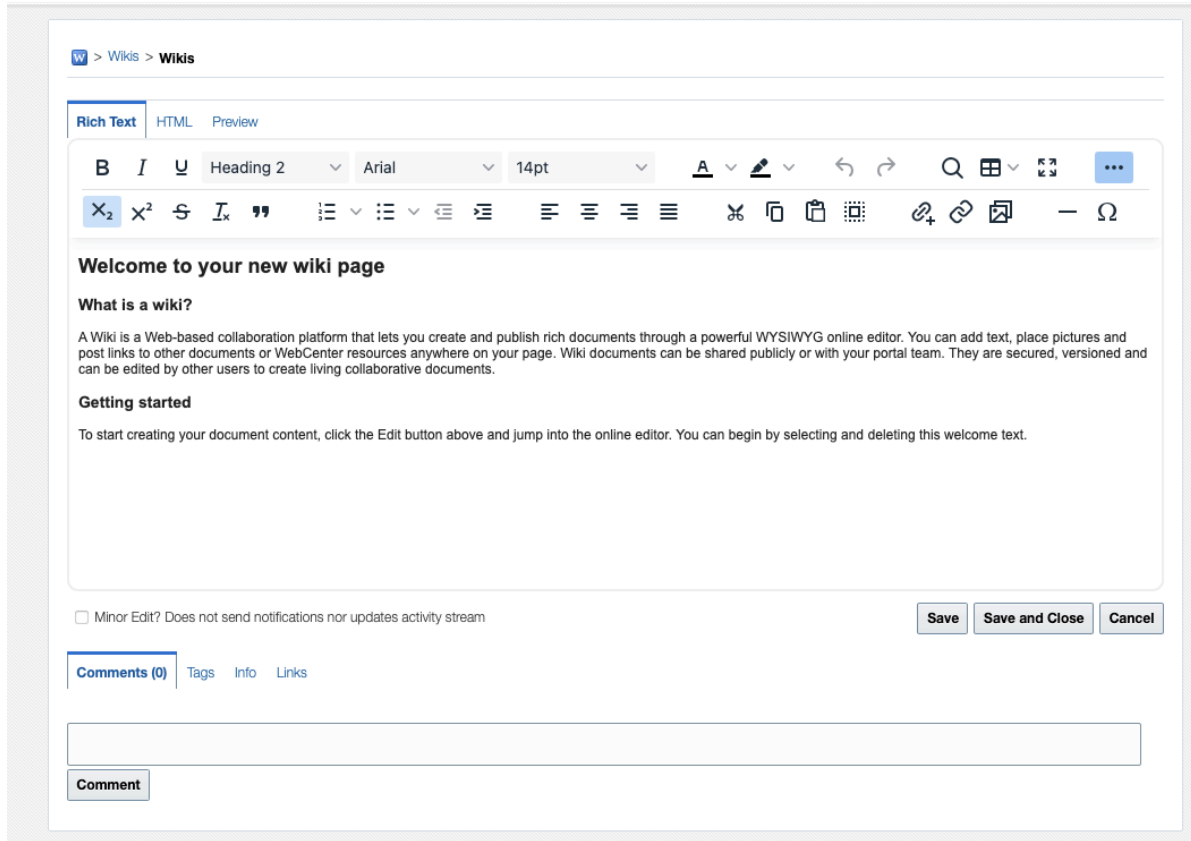 W > Wikis > Wikis
Rich Text HTML Preview
B I U Heading 2 Arial 14pt A
X₂ X² S Iₓ Ω
Welcome to your new wiki page
What is a wiki?
A Wiki is a Web-based collaboration platform that lets you create and publish rich documents through a powerful WYSIWYG online editor. You can add text, place pictures and
post links to other documents or WebCenter resources anywhere on your page. Wiki documents can be shared publicly or with your portal team. They are secured, versioned and
can be edited by other users to create living collaborative documents.
Getting started
To start creating your document content, click the Edit button above and jump into the online editor. You can begin by selecting and deleting this welcome text.
Minor Edit? Does not send notifications nor updates activity stream Save Save and Close Cancel
Comments (0) Tags Info Links
Comment